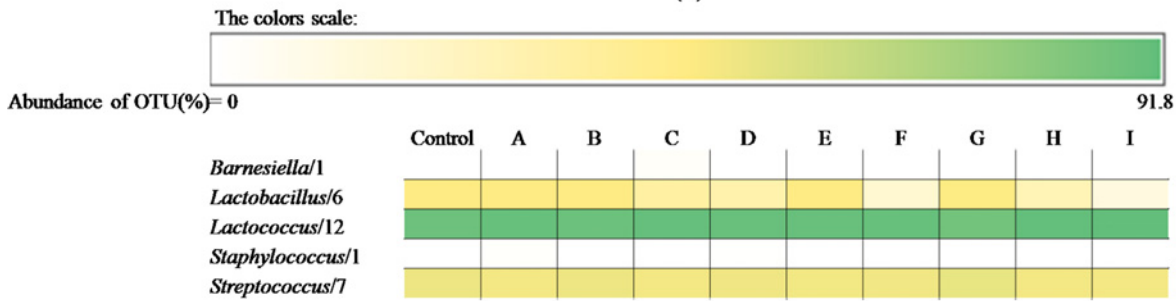 The colors scale:
Abundance of OTU(%)= 0 91.8
Control A B C D E F G H I
Barnesiella/1
Lactobacillus/6
Lactococcus/12
Staphylococcus/1
Streptococcus/7